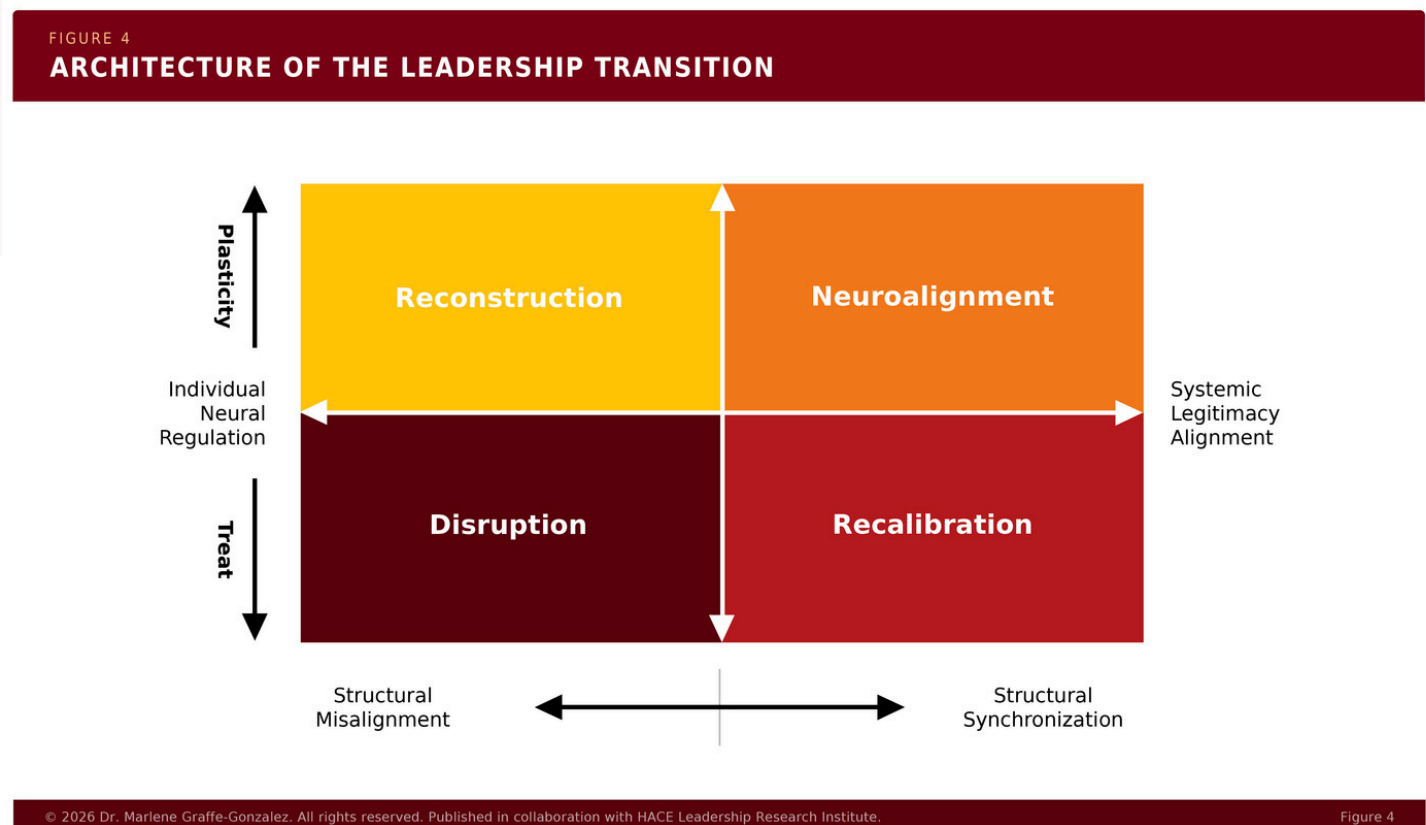 FIGURE 4
ARCHITECTURE OF THE LEADERSHIP TRANSITION
Plasticity
Reconstruction
Neuroalignment
Individual
Neural
Regulation
Systemic
Legitimacy
Alignment
Treat
Disruption
Recalibration
Structural
Misalignment
Structural
Synchronization
© 2026 Dr. Marlene Graffe-Gonzalez. All rights reserved. Published in collaboration with HACE Leadership Research Institute.
Figure 4